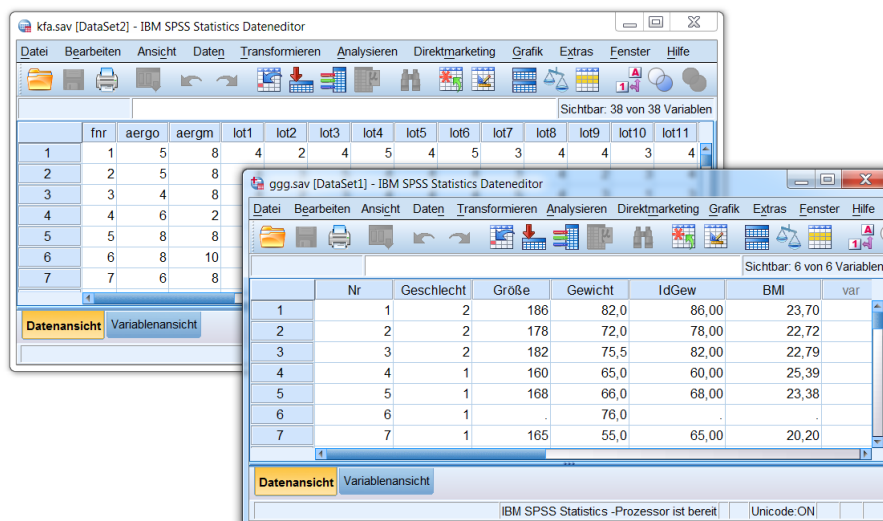 kfa.sav [DataSet2] - IBM SPSS Statistics Dateneditor
Datei Bearbeiten Ansicht Daten Transformieren Analysieren Direktmarketing Grafik Extras Fenster Hilfe
Sichtbar: 38 von 38 Variablen
fnr aergo aergm lot1 lot2 lot3 lot4 lot5 lot6 lot7 lot8 lot9 lot10 lot11
1 1 5 8 4 2 4 5 4 5 3 4 4 3 4
2 2 5 8
3 3 4 8
4 4 6 2
5 5 8 8
6 6 8 10
7 7 6 8
Datenansicht Variablenansicht
ggg.sav [DataSet1] - IBM SPSS Statistics Dateneditor
Datei Bearbeiten Ansicht Daten Transformieren Analysieren Direktmarketing Grafik Extras Fenster Hilfe
Sichtbar: 6 von 6 Variablen
Nr Geschlecht Größe Gewicht IdGew BMI var
1 1 2 186 82,0 86,00 23,70
2 2 2 178 72,0 78,00 22,72
3 3 2 182 75,5 82,00 22,79
4 4 1 160 65,0 60,00 25,39
5 5 1 168 66,0 68,00 23,38
6 6 1 . 76,0 . .
7 7 1 165 55,0 65,00 20,20
Datenansicht Variablenansicht
IBM SPSS Statistics -Prozessor ist bereit Unicode:ON